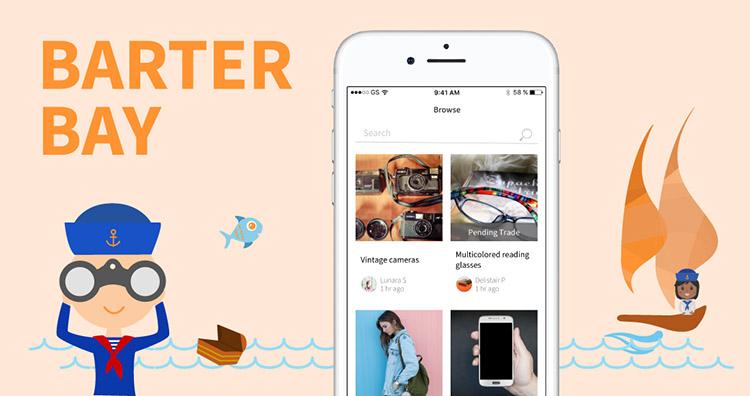 BARTER
BAY
GS
9:41 AM
58 %
Browse
Search
Pending Trade
Vintage cameras
Multicolored reading
glasses
Lunara S
1 hr ago
Delistair P
1 hr ago